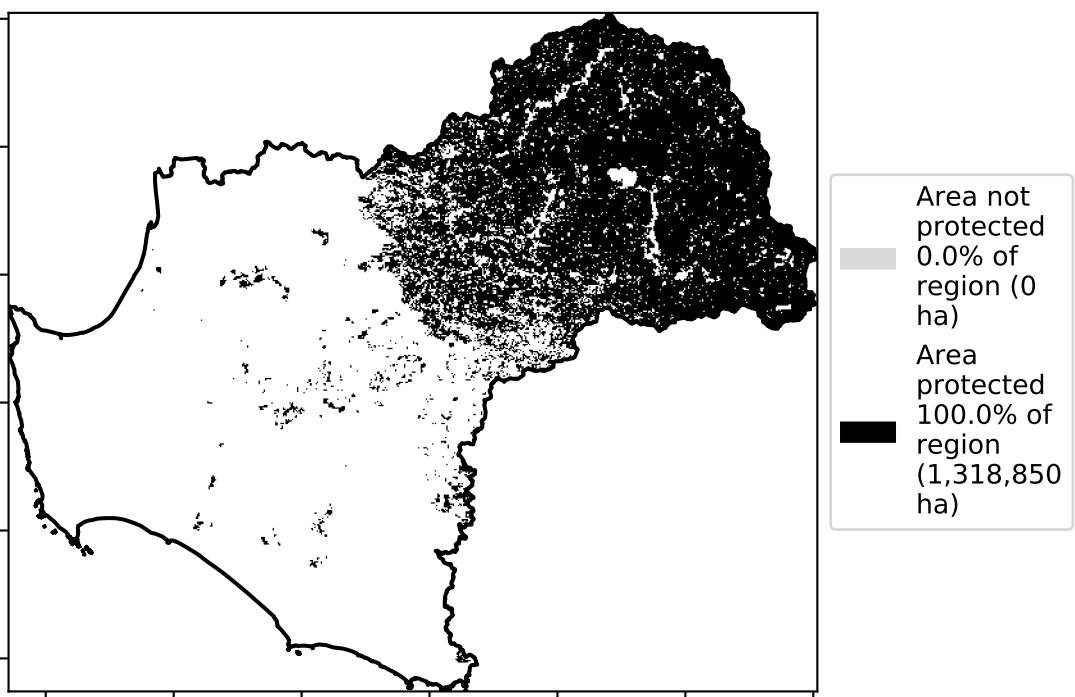 Area not
protected
0.0% of
region (0
ha)
Area
protected
100.0% of
region
(1,318,850
ha)